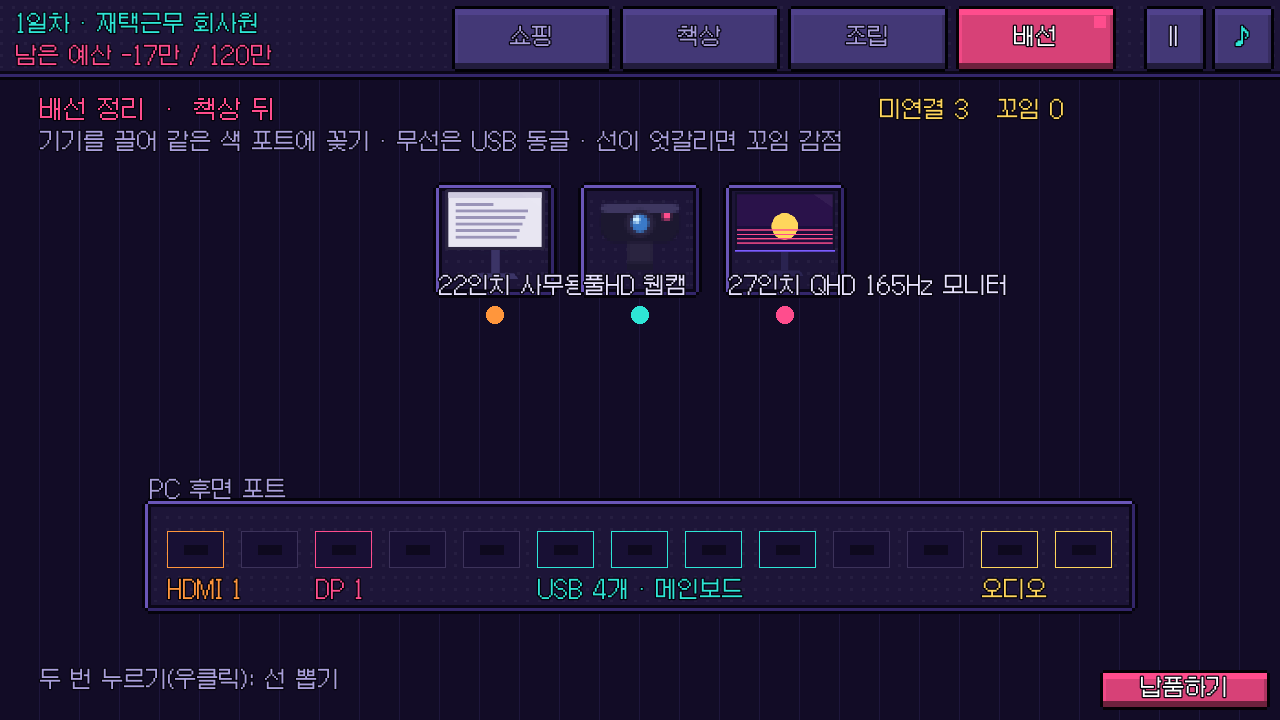 1일차 · 재택근무 회사원
남은 예산 -17만 / 120만
쇼핑
책상
조립
배선
배선 정리 · 책상 뒤
미연결 3 꼬임 0
기기를 끌어 같은 색 포트에 꽂기 · 무선은 USB 동글 · 선이 엇갈리면 꼬임 감점
22인치 사무용
풀HD 웹캠
27인치 QHD 165Hz 모니터
PC 후면 포트
HDMI 1
DP 1
USB 4개 · 메인보드
오디오
두 번 누르기(우클릭): 선 뽑기
납품하기